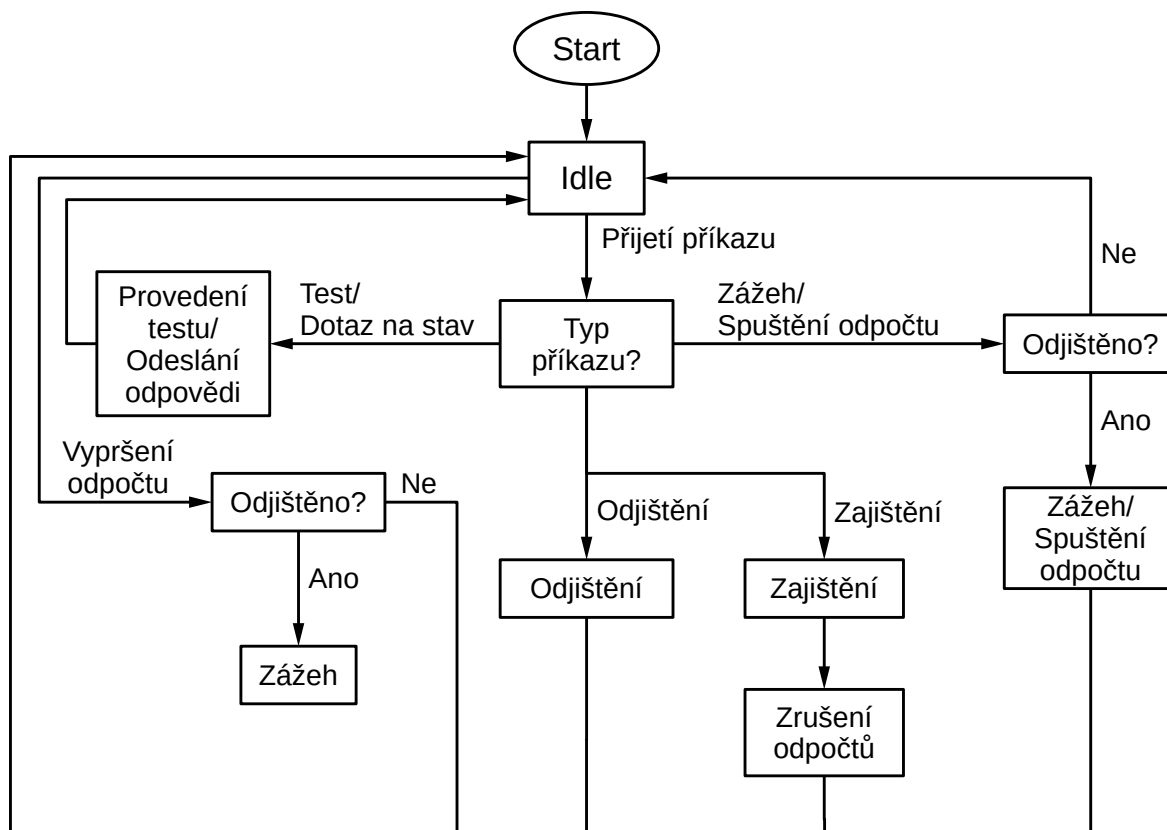 Start
Idle
Přijetí příkazu
Ne
Provedení
testu/
Odeslání
odpovědi
Test/
Dotaz na stav
Typ
příkazu?
Zážeh/
Spuštění odpočtu
Odjištěno?
Ano
Vypršení
odpočtu
Odjištěno?
Ne
Odjištění
Zajištění
Zážeh/
Spuštění
odpočtu
Ano
Odjištění
Zajištění
Zážeh
Zrušení
odpočtů